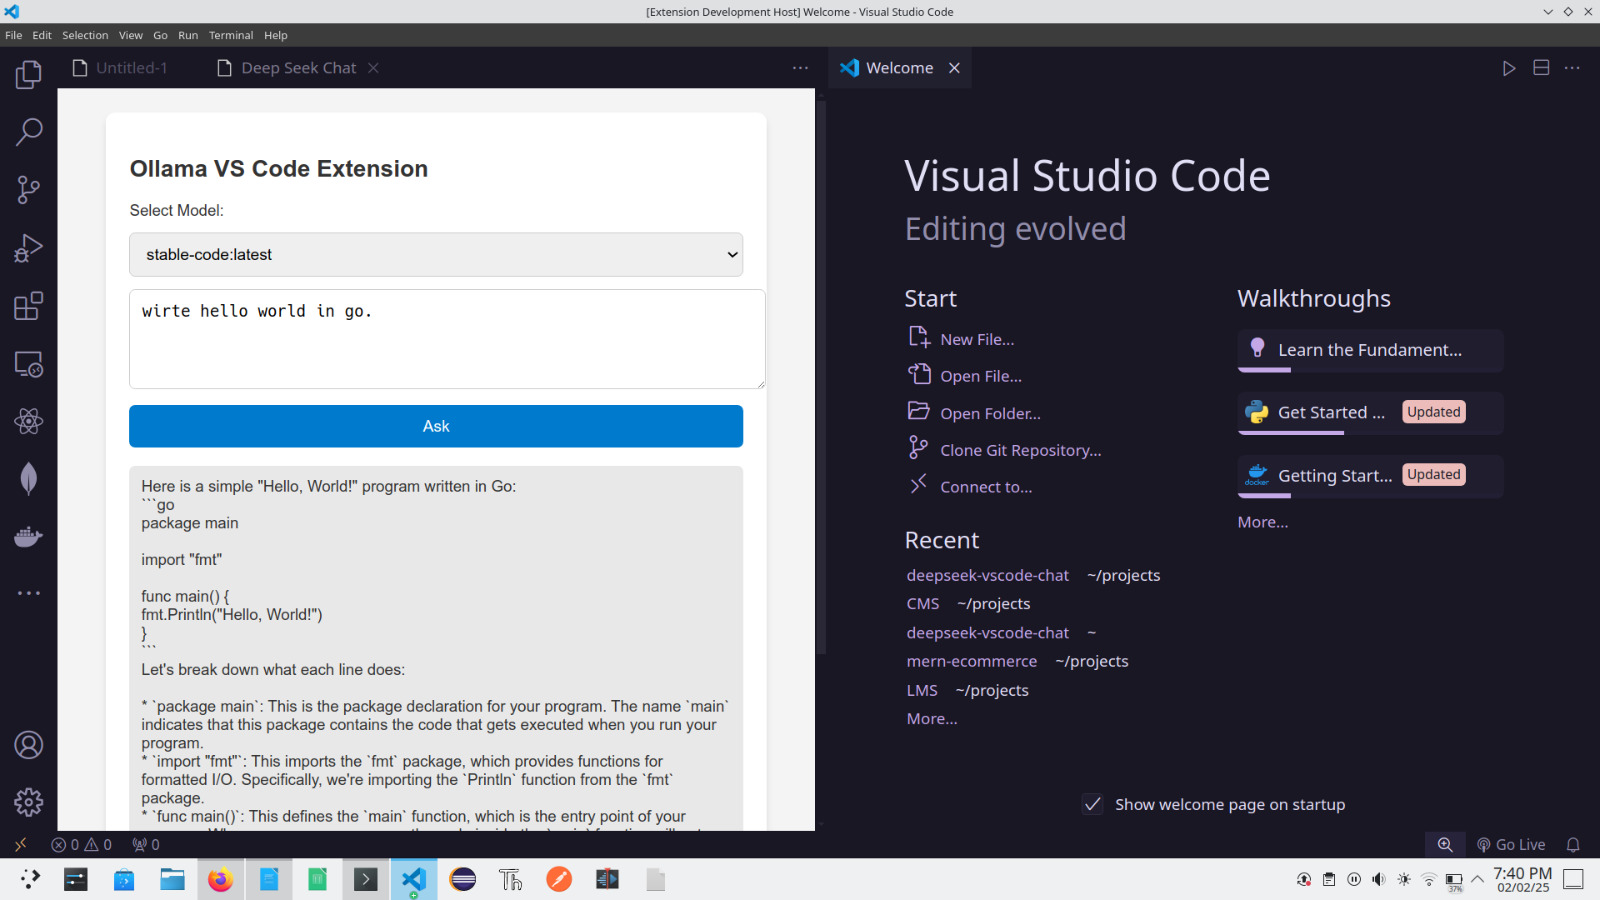 [Extension Development Host] Welcome - Visual Studio Code
File Edit Selection View Go Run Terminal Help
Untitled-1 Deep Seek Chat
Welcome
Ollama VS Code Extension
Select Model:
stable-code:latest
wirte hello world in go.
Ask
Here is a simple "Hello, World!" program written in Go:
```go
package main
import "fmt"
func main() {
fmt.Println("Hello, World!")
}
```
Let's break down what each line does:
* `package main`: This is the package declaration for your program. The name `main`
indicates that this package contains the code that gets executed when you run your
program.
* `import "fmt"`: This imports the `fmt` package, which provides functions for
formatted I/O. Specifically, we're importing the `Println` function from the `fmt`
package.
* `func main()`: This defines the `main` function, which is the entry point of your
Visual Studio Code
Editing evolved
Start
New File...
Open File...
Open Folder...
Clone Git Repository...
Connect to...
Recent
deepseek-vscode-chat ~/projects
CMS ~/projects
deepseek-vscode-chat ~
mern-ecommerce ~/projects
LMS ~/projects
More...
Walkthroughs
Learn the Fundament...
Get Started ... Updated
docker
Getting Start... Updated
More...
Show welcome page on startup
0 0 0
Go Live
Th
37%
7:40 PM
02/02/25